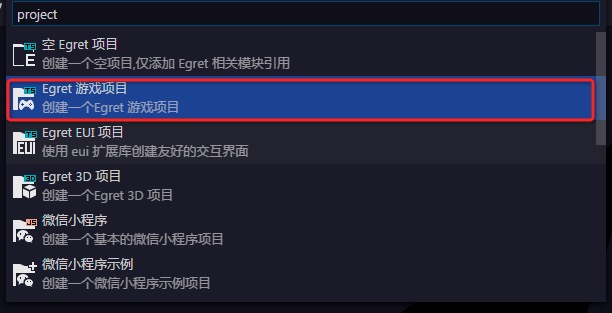 project
空 Egret 项目
创建一个空项目,仅添加 Egret 相关模块引用
Egret 游戏项目
创建一个Egret 游戏项目
Egret EUI 项目
使用 eui 扩展库创建友好的交互界面
Egret 3D 项目
创建一个Egret 3D 项目
微信小程序
创建一个基本的微信小程序项目
微信小程序示例
创建一个微信小程序示例项目